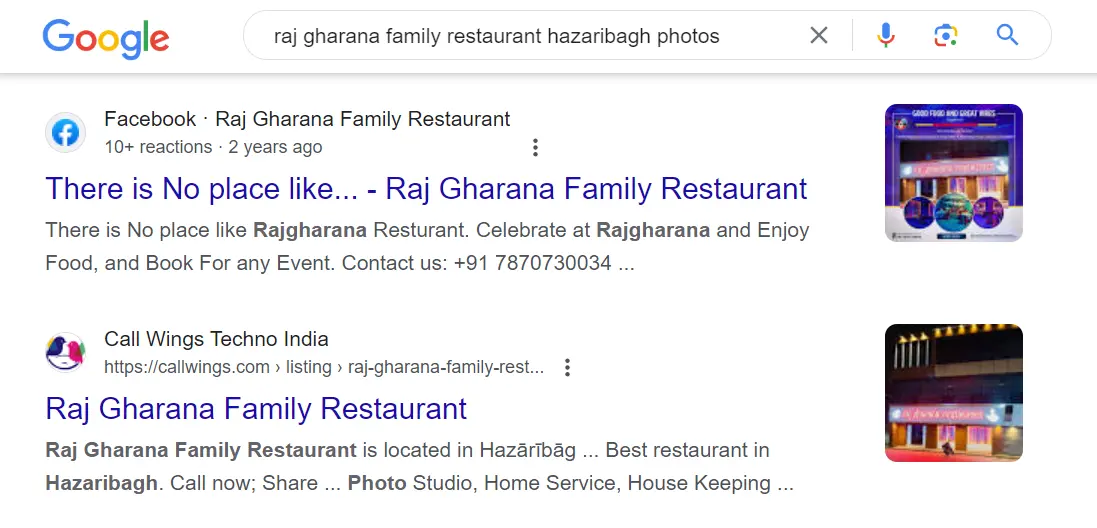 Google
raj gharana family restaurant hazaribagh photos
Facebook · Raj Gharana Family Restaurant
10+ reactions · 2 years ago
There is No place like... - Raj Gharana Family Restaurant
There is No place like Rajgharana Resturant. Celebrate at Rajgharana and Enjoy
Food, and Book For any Event. Contact us: +91 7870730034 ...
GOOD FOOD AND GREAT VIBES
Call Wings Techno India
https://callwings.com › listing › raj-gharana-family-rest...
Raj Gharana Family Restaurant
Raj Gharana Family Restaurant is located in Hazārībāg ... Best restaurant in
Hazaribagh. Call now; Share ... Photo Studio, Home Service, House Keeping ...